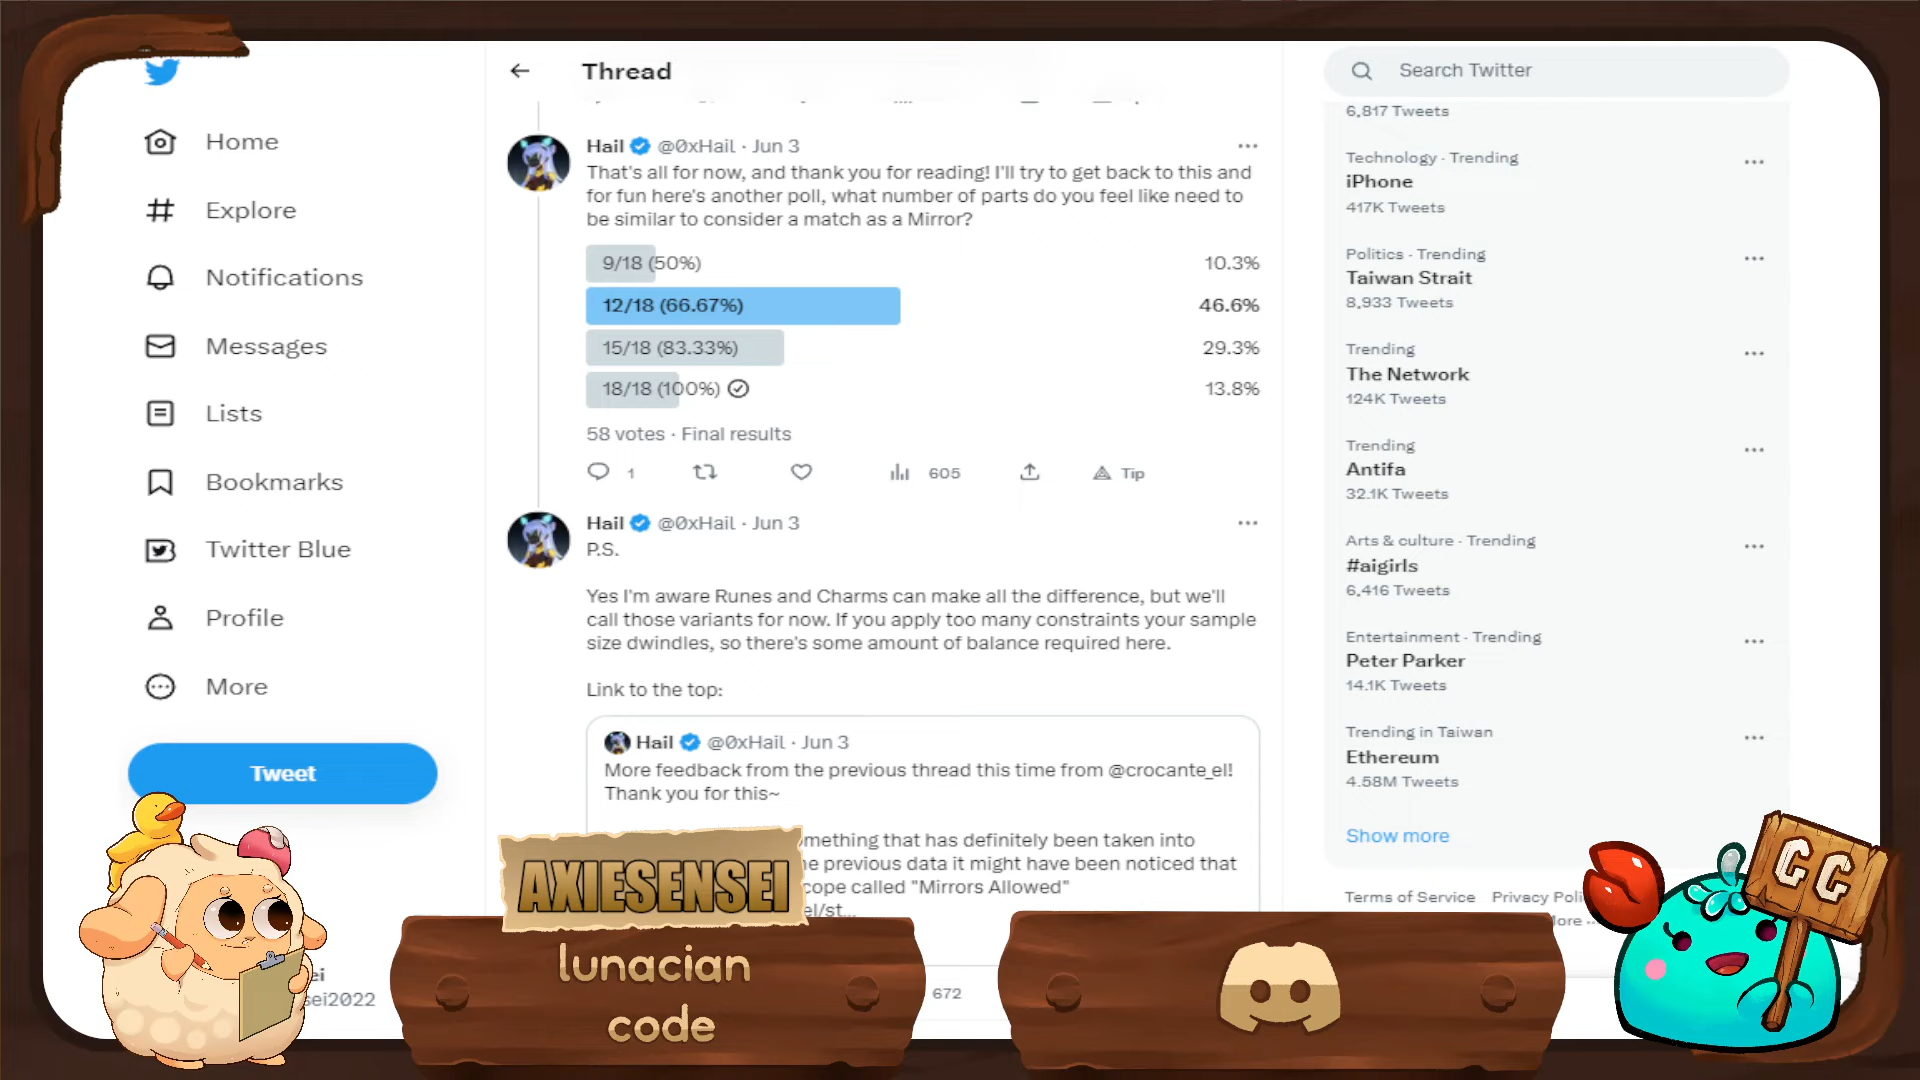 Home
Explore
Notifications
Messages
Lists
Bookmarks
Twitter Blue
Profile
More
Tweet
sei2022
Thread
Hail @0xHail · Jun 3
That's all for now, and thank you for reading! I'll try to get back to this and
for fun here's another poll, what number of parts do you feel like need to
be similar to consider a match as a Mirror?
9/18 (50%) 10.3%
12/18 (66.67%) 46.6%
15/18 (83.33%) 29.3%
18/18 (100%) 13.8%
58 votes · Final results
1 605 Tip
Hail @0xHail · Jun 3
P.S.
Yes I'm aware Runes and Charms can make all the difference, but we'll
call those variants for now. If you apply too many constraints your sample
size dwindles, so there's some amount of balance required here.
Link to the top:
Hail @0xHail · Jun 3
More feedback from the previous thread this time from @crocante_el!
Thank you for this~
that has definitely been taken into
previous data it might have been noticed that
called "Mirrors Allowed"
672
AXIESENSEI
lunacian
code
Search Twitter
6,817 Tweets
Technology · Trending
iPhone
417K Tweets
Politics · Trending
Taiwan Strait
8,933 Tweets
Trending
The Network
124K Tweets
Trending
Antifa
32.1K Tweets
Arts & culture · Trending
#aigirls
6,416 Tweets
Entertainment · Trending
Peter Parker
14.1K Tweets
Trending in Taiwan
Ethereum
4.58M Tweets
Show more
Terms of Service Privacy
CC